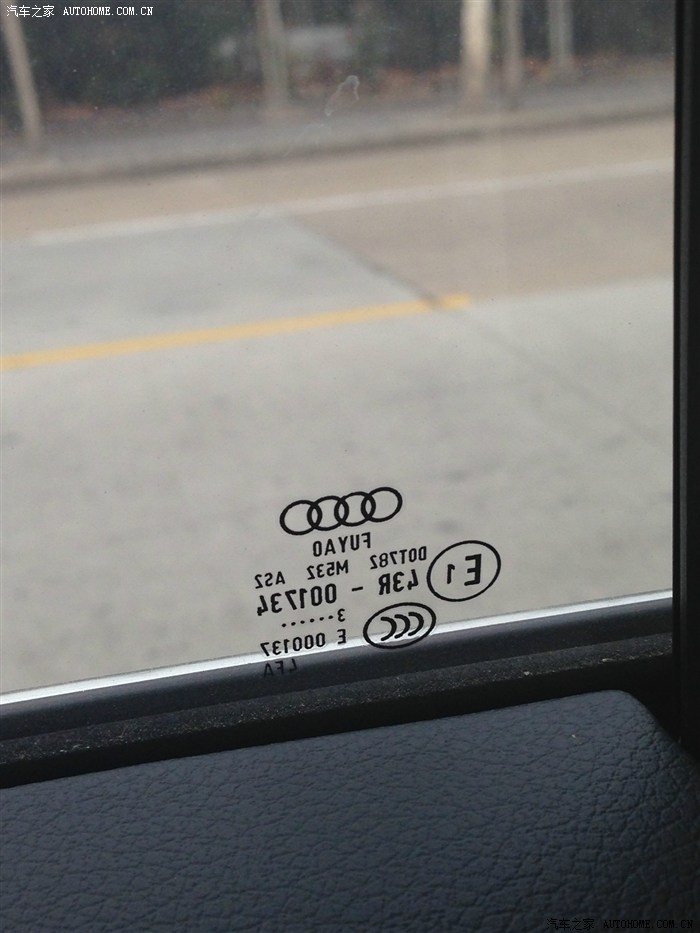 汽车之家 AUTOHOME.COM.CN
FUYAO
DOT782 M532 AS2
E1 43R - 001734
3······
CCC E 000137
LFA
汽车之家 AUTOHOME.COM.CN